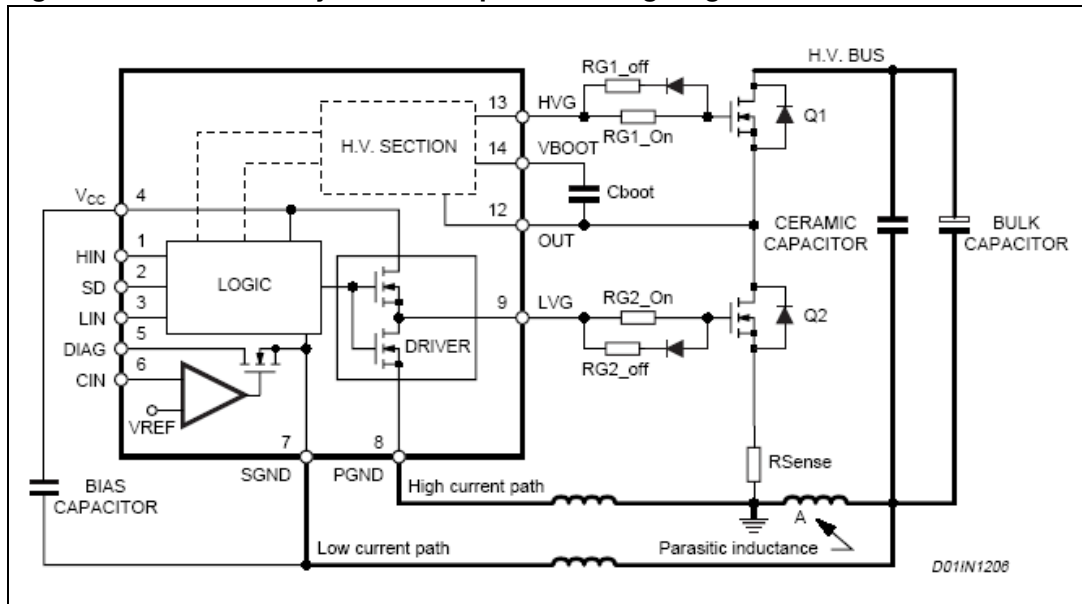 H.V. BUS
RG1_off
13
HVG
Q1
RG1_On
H.V. SECTION
14
VBOOT
Cboot
VCC
4
12
OUT
CERAMIC
CAPACITOR
BULK
CAPACITOR
1
HIN
2
SD
LOGIC
3
LIN
9
LVG
RG2_On
Q2
5
DIAG
DRIVER
RG2_off
6
CIN
VREF
7
8
SGND
PGND
RSense
BIAS
CAPACITOR
High current path
A
Low current path
Parasitic inductance
D01IN1206